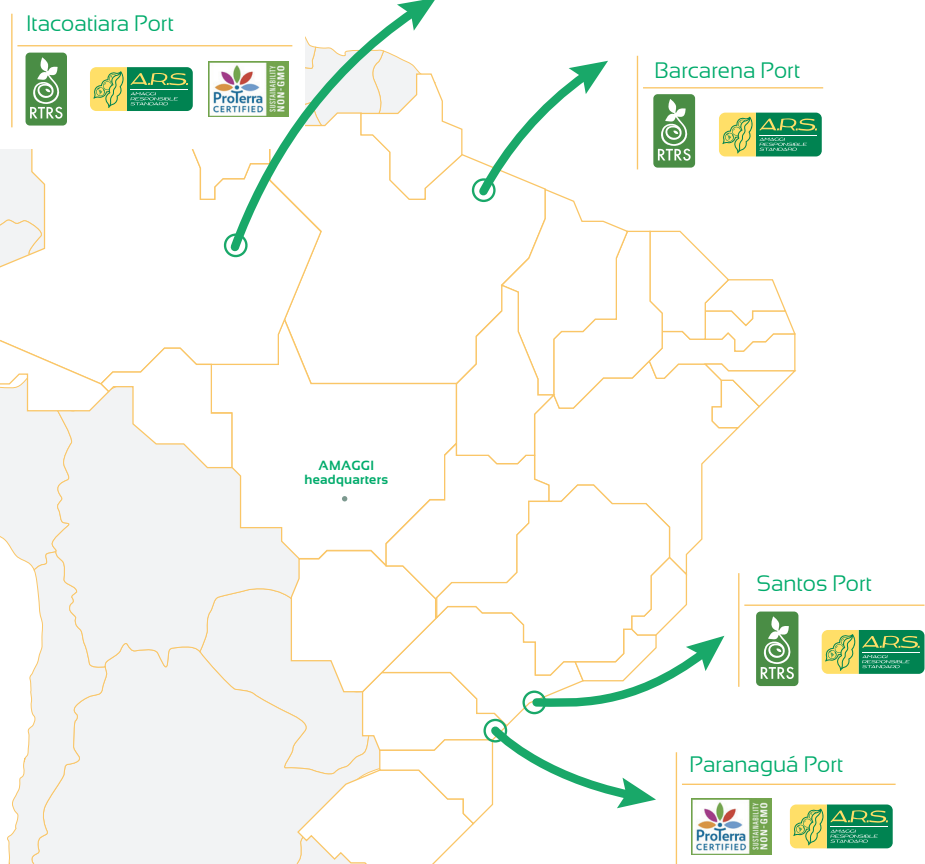 Itacoatiara Port
RTRS
A.R.S.
AMAGGI
RESPONSIBLE
STANDARD
ProTerra
CERTIFIED
SUSTAINABILITY
NON-GMO
Barcarena Port
RTRS
A.R.S.
AMAGGI
RESPONSIBLE
STANDARD
AMAGGI
headquarters
Santos Port
RTRS
A.R.S.
AMAGGI
RESPONSIBLE
STANDARD
Paranaguá Port
ProTerra
CERTIFIED
SUSTAINABILITY
NON-GMO
A.R.S.
AMAGGI
RESPONSIBLE
STANDARD